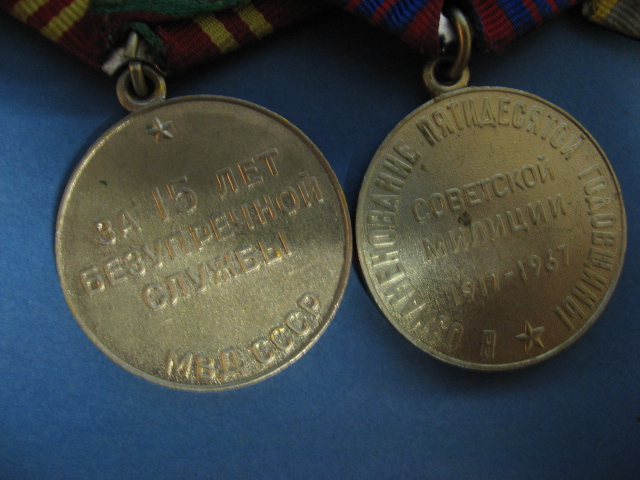 ЗА 15 ЛЕТ
БЕЗУПРЕЧНОЙ
СЛУЖБЫ
МВД СССР
В ОЗНАМЕНОВАНИЕ ПЯТИДЕСЯТОЙ ГОДОВЩИНЫ
СОВЕТСКОЙ
МИЛИЦИИ
1917-1967